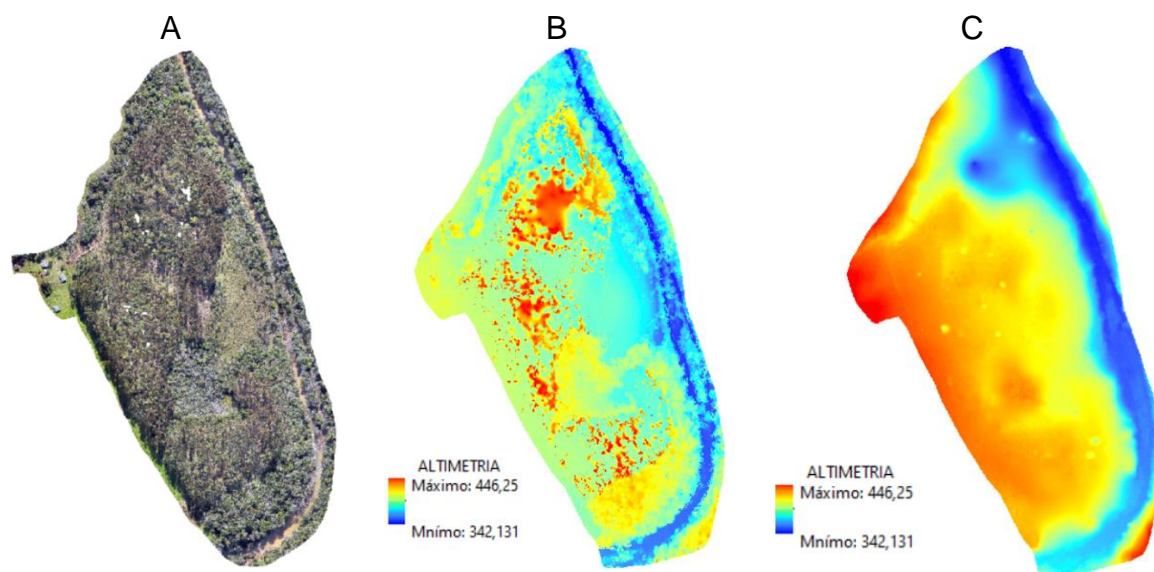 A
B
C
ALTIMETRIA
Máximo: 446,25
Mnímo: 342,131
ALTIMETRIA
Máximo: 446,25
Mnímo: 342,131